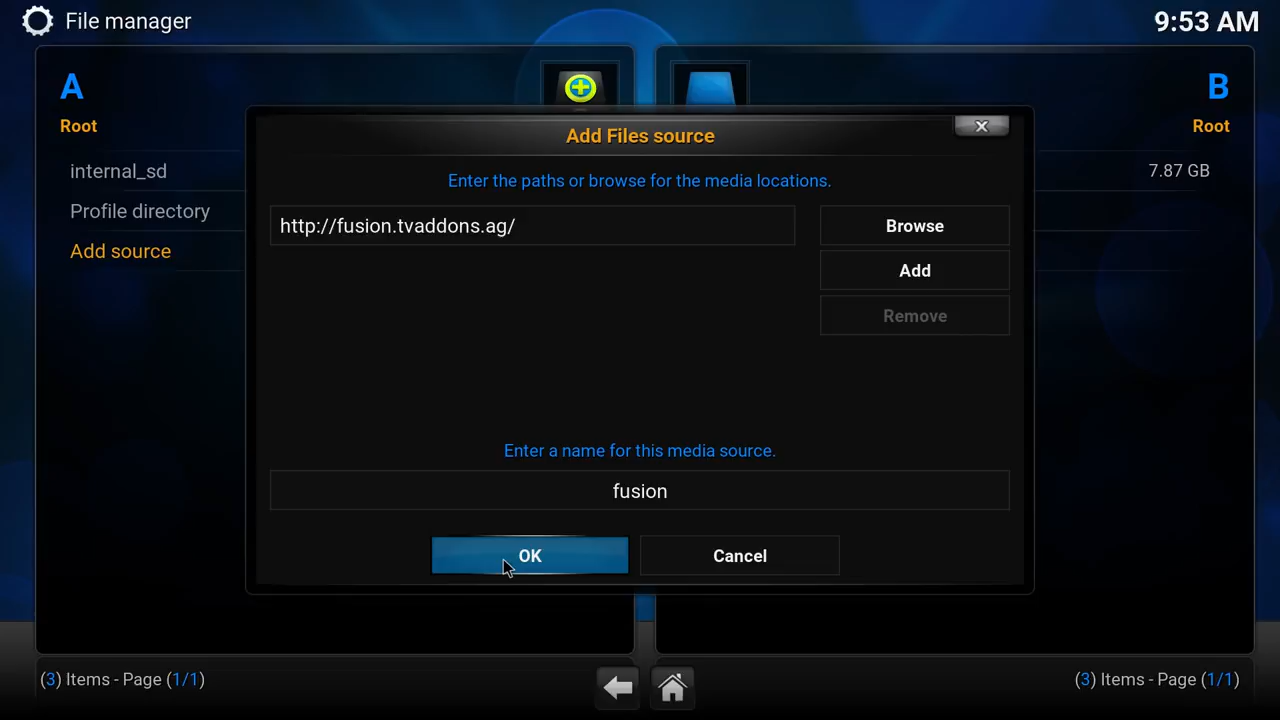 File manager
9:53 AM
A
B
Root
Root
internal_sd
7.87 GB
Profile directory
Add source
Add Files source
Enter the paths or browse for the media locations.
http://fusion.tvaddons.ag/
Browse
Add
Remove
Enter a name for this media source.
fusion
OK
Cancel
(3) Items - Page (1/1)
(3) Items - Page (1/1)